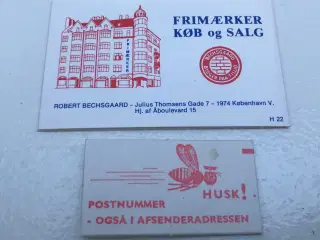 FRIMÆRKER
KØB og SALG
FRIMÆRKER
ROBERT BECHSGAARD – Julius Thomsens Gade 7 – 1974 København V.
Hj. af Åboulevard 15
H 22
HUSK!
POSTNUMMER
- OGSÅ I AFSENDERADRESSEN